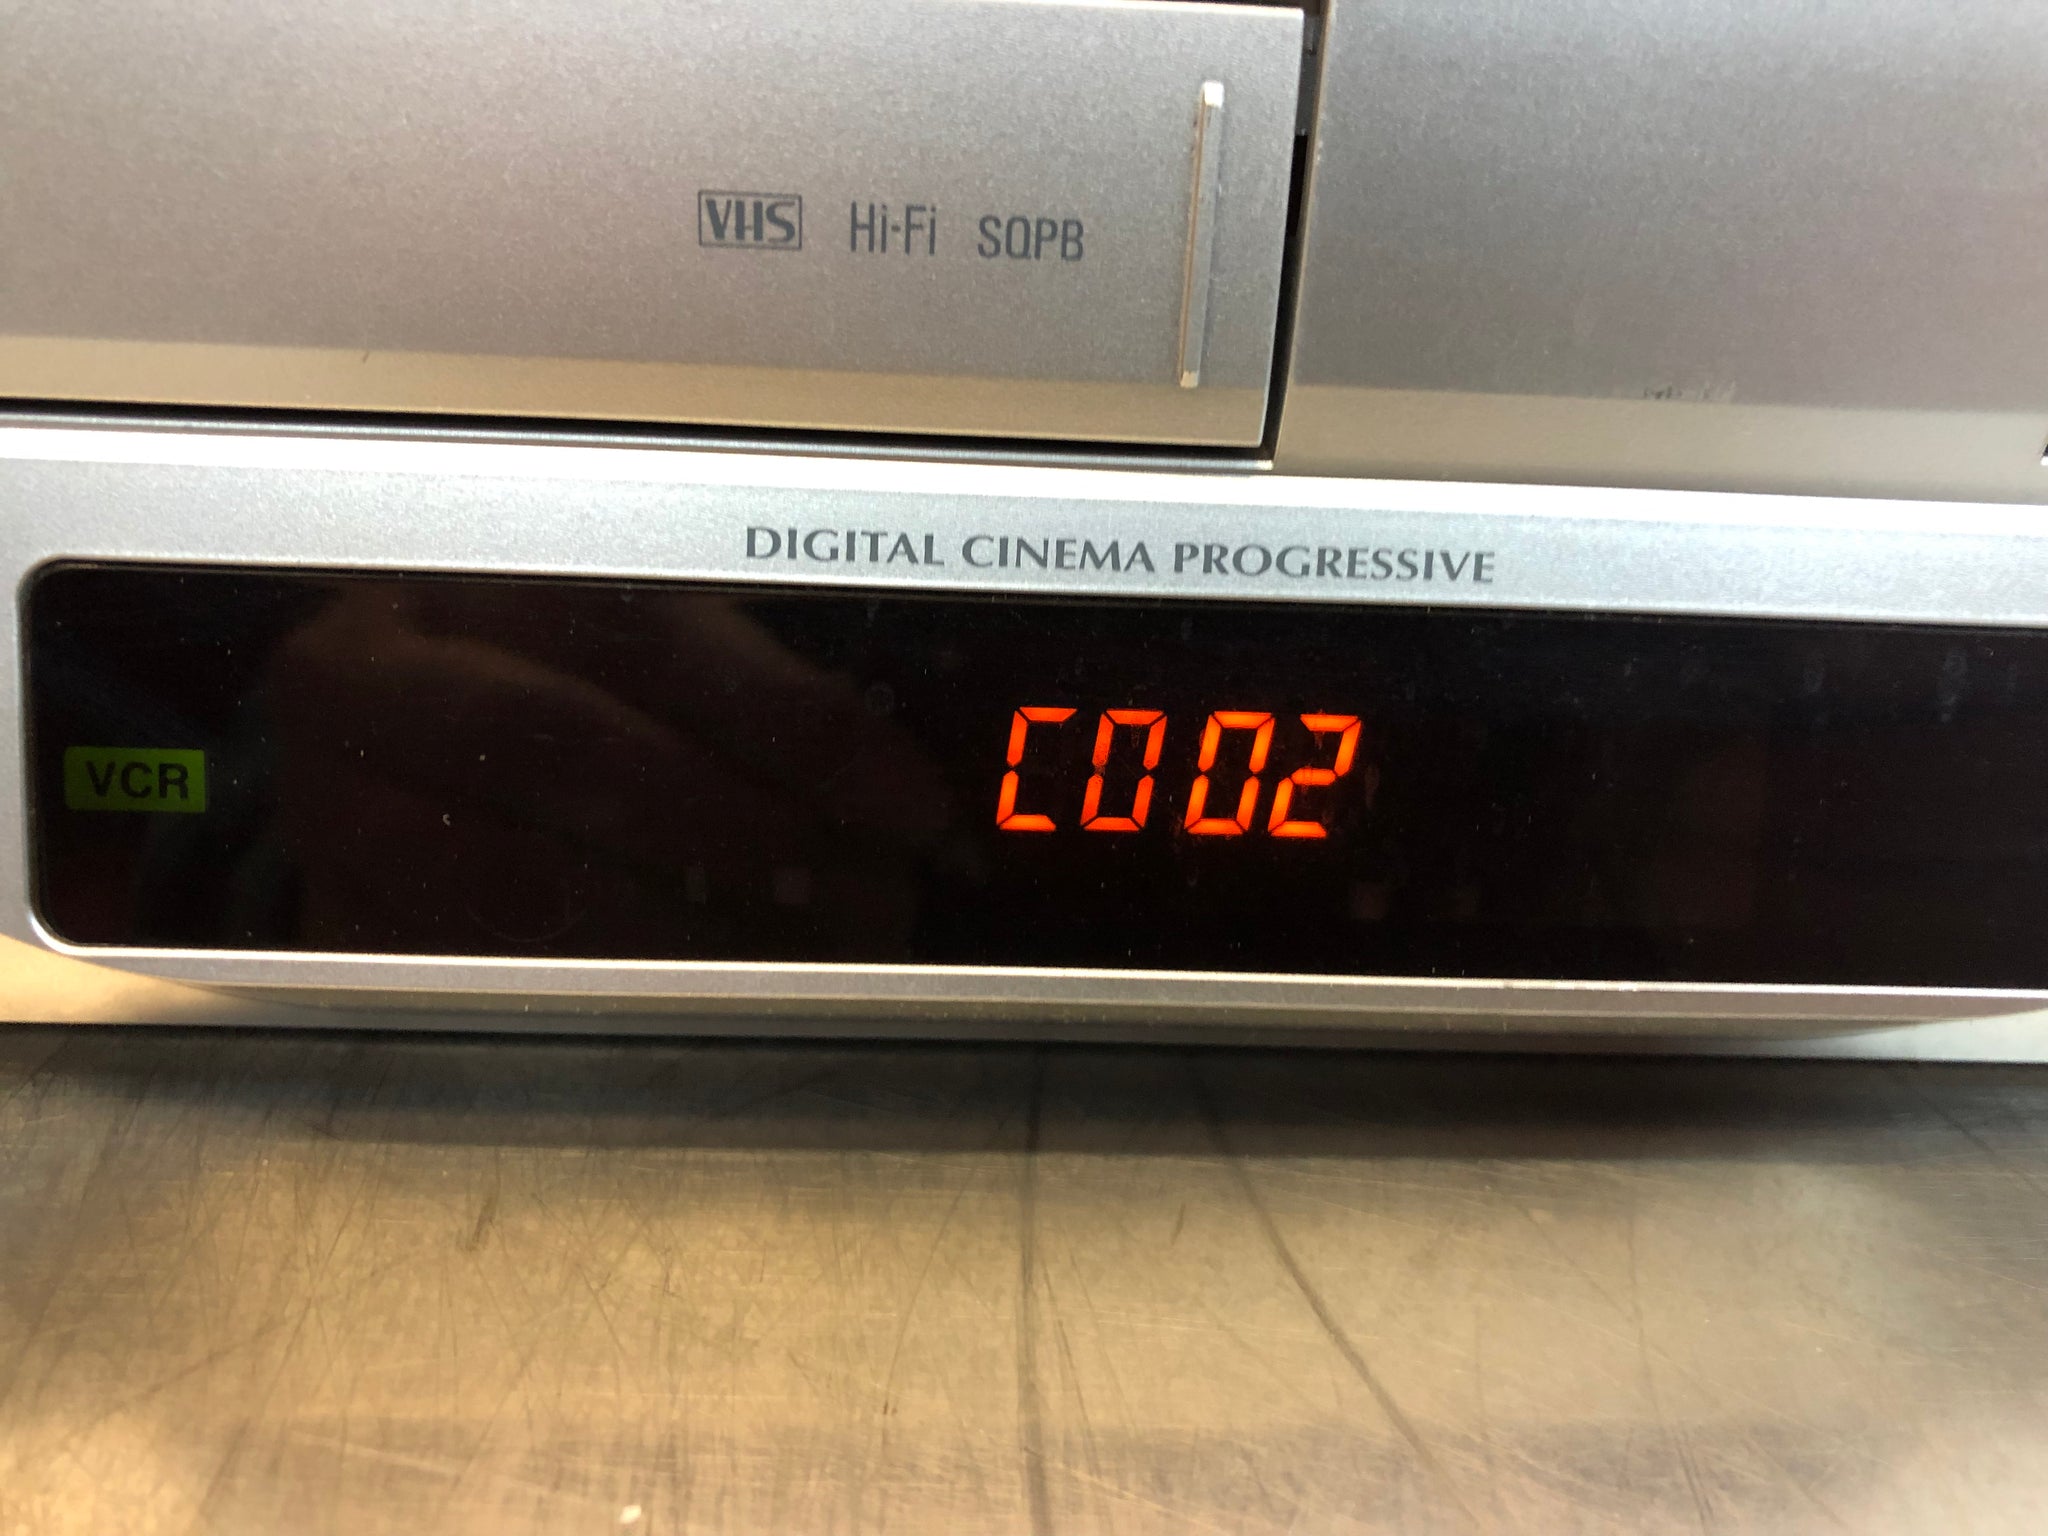 VHS Hi-Fi SQPB
DIGITAL CINEMA PROGRESSIVE
VCR C002